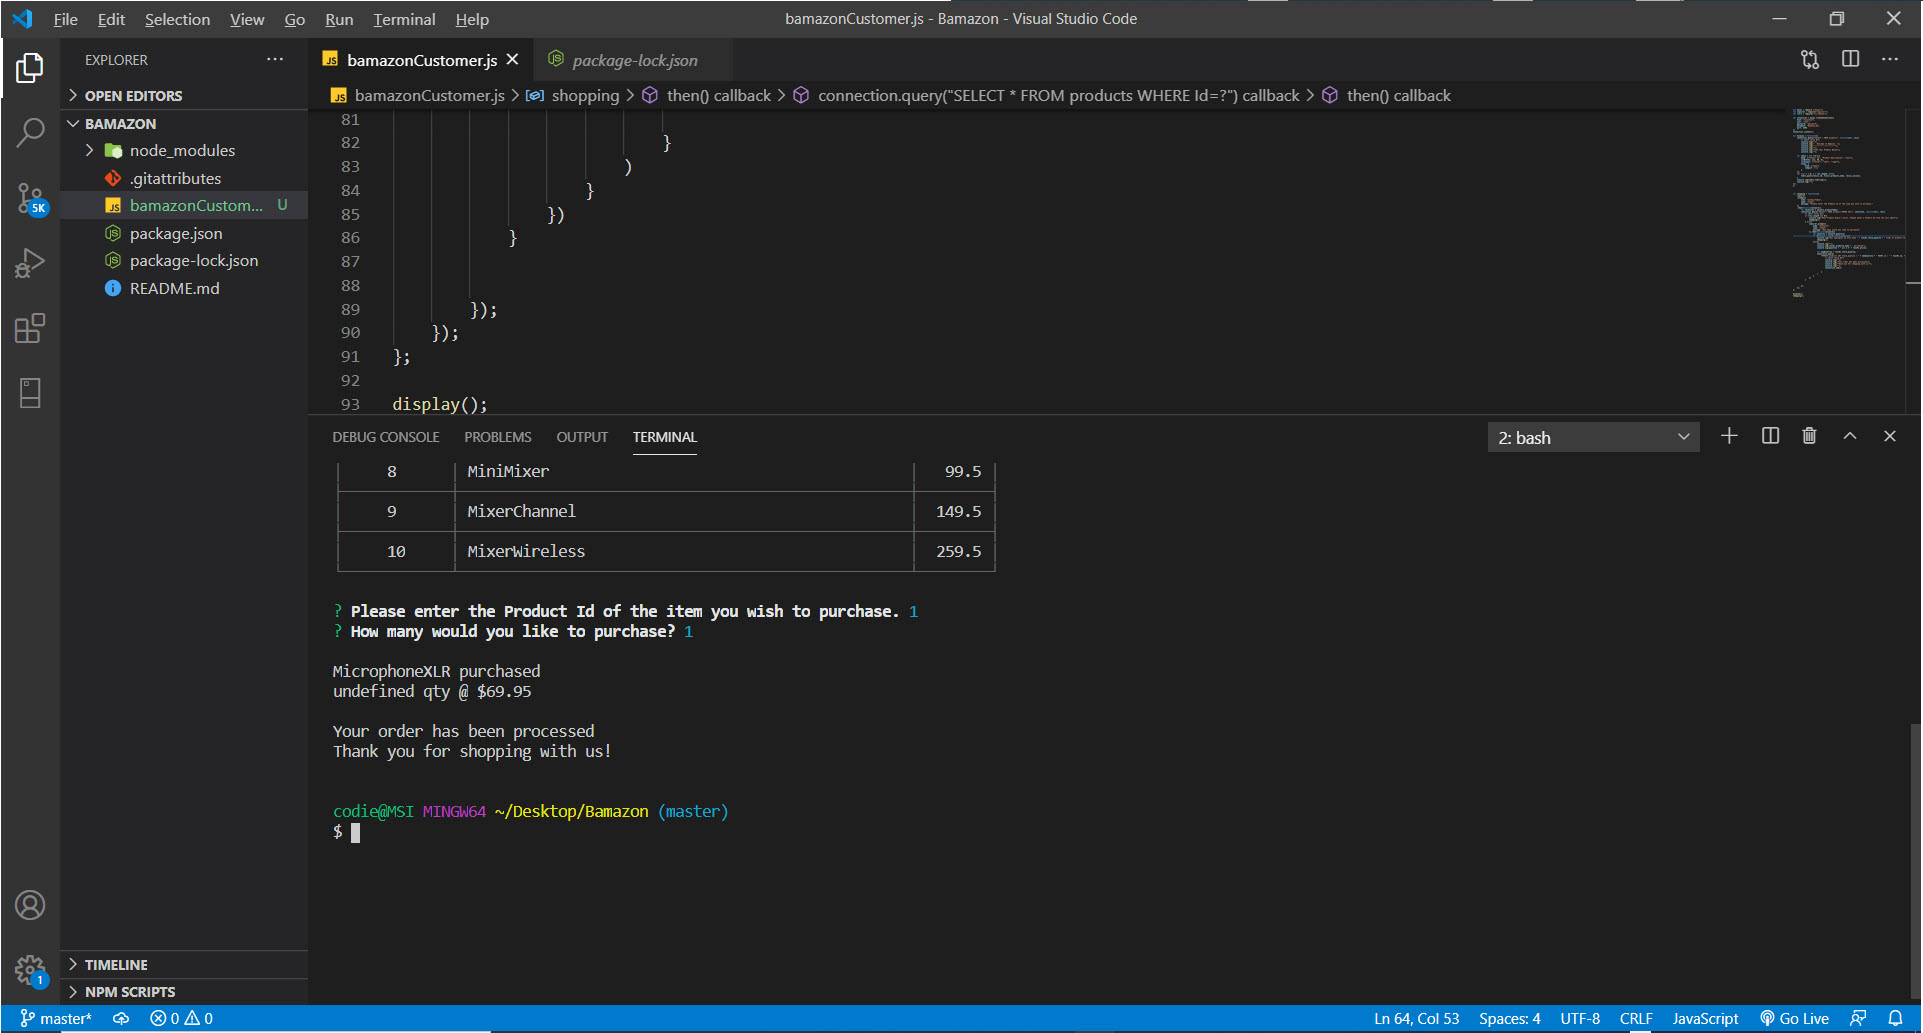 File Edit Selection View Go Run Terminal Help
bamazonCustomer.js - Bamazon - Visual Studio Code
EXPLORER
OPEN EDITORS
BAMAZON
node_modules
.gitattributes
bamazonCustom... U
package.json
package-lock.json
README.md
TIMELINE
NPM SCRIPTS
5K
1
JS bamazonCustomer.js
JS package-lock.json
JS bamazonCustomer.js > shopping > then() callback > connection.query("SELECT * FROM products WHERE Id=?") callback > then() callback
81
82 }
83 )
84 }
85 })
86 }
87
88
89 });
90 });
91 };
92
93 display();
DEBUG CONSOLE PROBLEMS OUTPUT TERMINAL
2: bash
8 MiniMixer 99.5
9 MixerChannel 149.5
10 MixerWireless 259.5
? Please enter the Product Id of the item you wish to purchase. 1
? How many would you like to purchase? 1
MicrophoneXLR purchased
undefined qty @ $69.95
Your order has been processed
Thank you for shopping with us!
codie@MSI MINGW64 ~/Desktop/Bamazon (master)
$
master* 0 0
Ln 64, Col 53 Spaces: 4 UTF-8 CRLF JavaScript Go Live